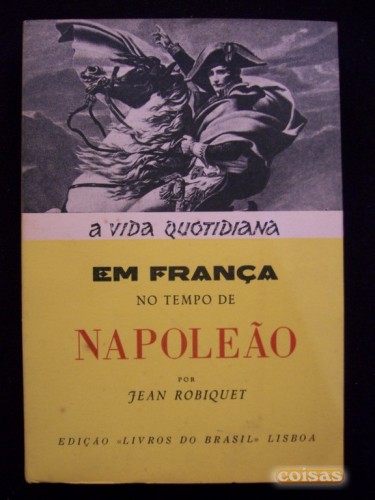 A VIDA QUOTIDIANA
EM FRANÇA
NO TEMPO DE
NAPOLEÃO
POR
JEAN ROBIQUET
EDIÇÃO «LIVROS DO BRASIL» LISBOA
coisas